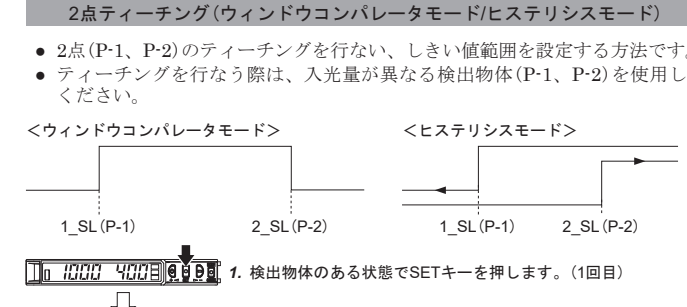 2点ティーチング(ウィンドウコンパレータモード/ヒステリシスモード)
● 2点(P-1、P-2)のティーチングを行ない、しきい値範囲を設定する方法です。
● ティーチングを行なう際は、入光量が異なる検出物体(P-1、P-2)を使用し
ください。
<ウィンドウコンパレータモード> <ヒステリシスモード>
1_SL(P-1) 2_SL(P-2) 1_SL(P-1) 2_SL(P-2)
1000 400 1. 検出物体のある状態でSETキーを押します。(1回目)